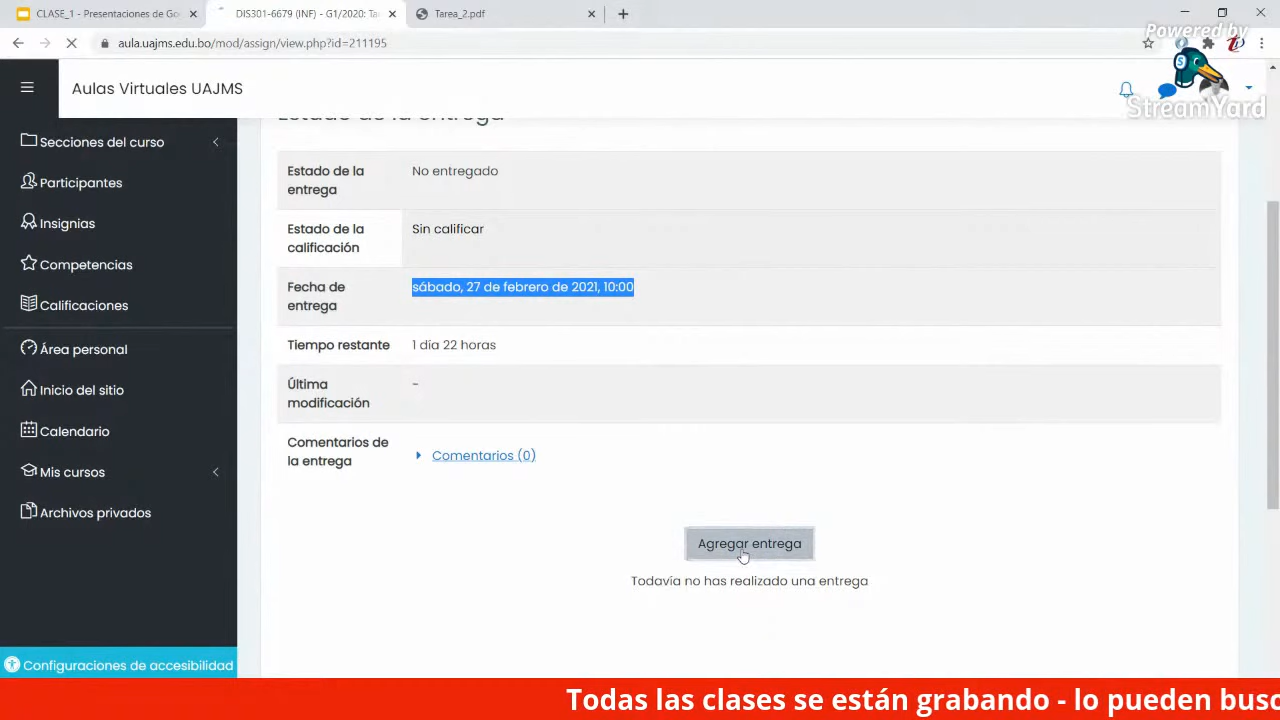 CLASE_1 - Presentaciones de Go
DIS301-6679 (INF) - G1/2020: Ta
Tarea_2.pdf
aula.uajms.edu.bo/mod/assign/view.php?id=211195
Powered by
StreamYard
Aulas Virtuales UAJMS
Secciones del curso
Participantes
Insignias
Competencias
Calificaciones
Área personal
Inicio del sitio
Calendario
Mis cursos
Archivos privados
Configuraciones de accesibilidad
Estado de la entrega
Estado de la
entrega
No entregado
Estado de la
calificación
Sin calificar
Fecha de
entrega
sábado, 27 de febrero de 2021, 10:00
Tiempo restante
1 día 22 horas
Última
modificación
-
Comentarios de
la entrega
Comentarios (0)
Agregar entrega
Todavía no has realizado una entrega
Todas las clases se están grabando - lo pueden busc